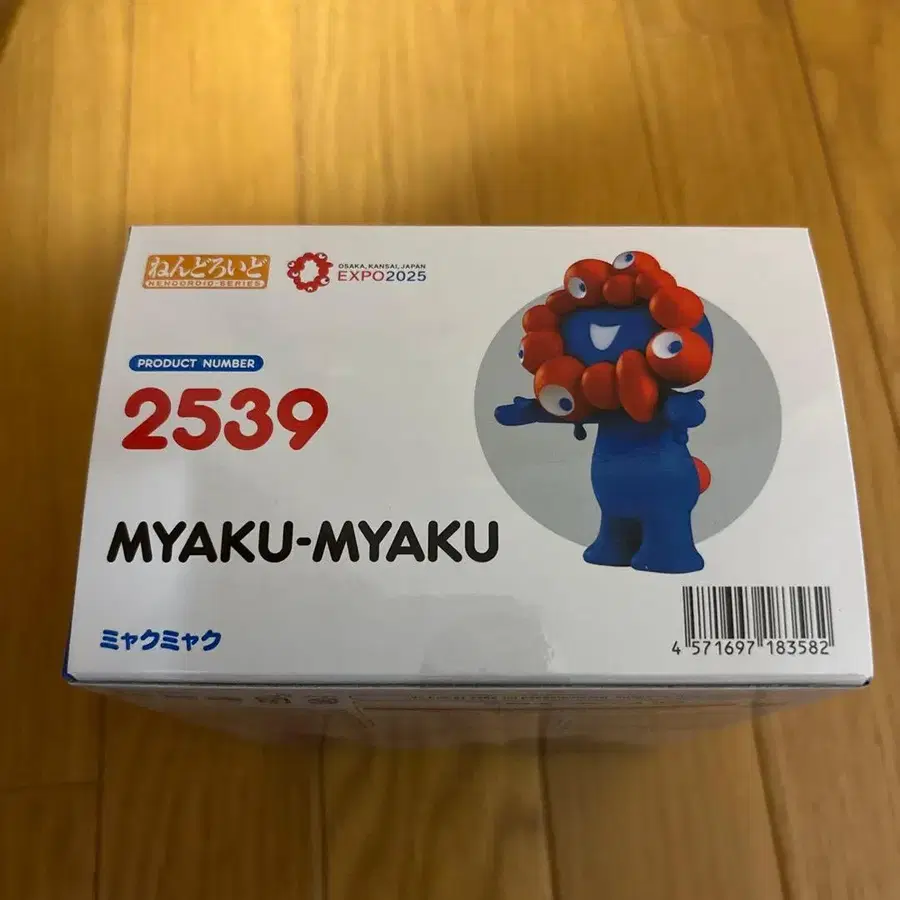 ねんどろいど
NENDOROID-SERIES
OSAKA, KANSAI, JAPAN
EXPO2025
PRODUCT NUMBER
2539
MYAKU-MYAKU
ミャクミャク
4 571697 183582